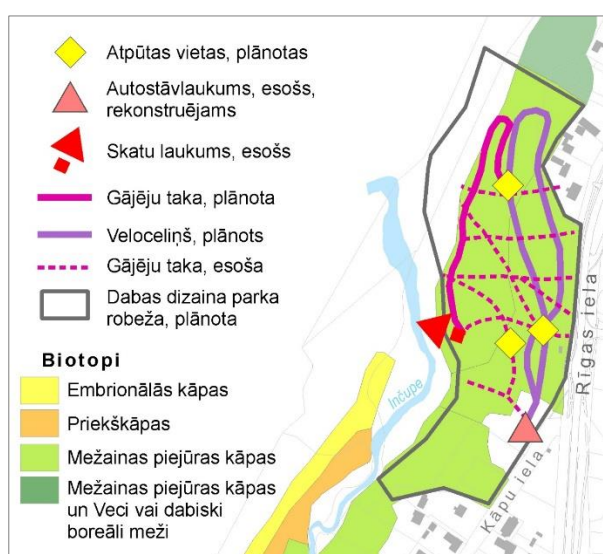 Atpūtas vietas, plānotas
Autostāvlaukums, esošs,
rekonstruējams
Skatu laukums, esošs
Gājēju taka, plānota
Veloceliņš, plānots
Gājēju taka, esoša
Dabas dizaina parka
robeža, plānota
Biotopi
Embrionālās kāpas
Priekškāpas
Mežainas piejūras kāpas
Mežainas piejūras kāpas
un Veci vai dabiski
boreāli meži
Inčupe
Rīgas iela
Kāpu iela